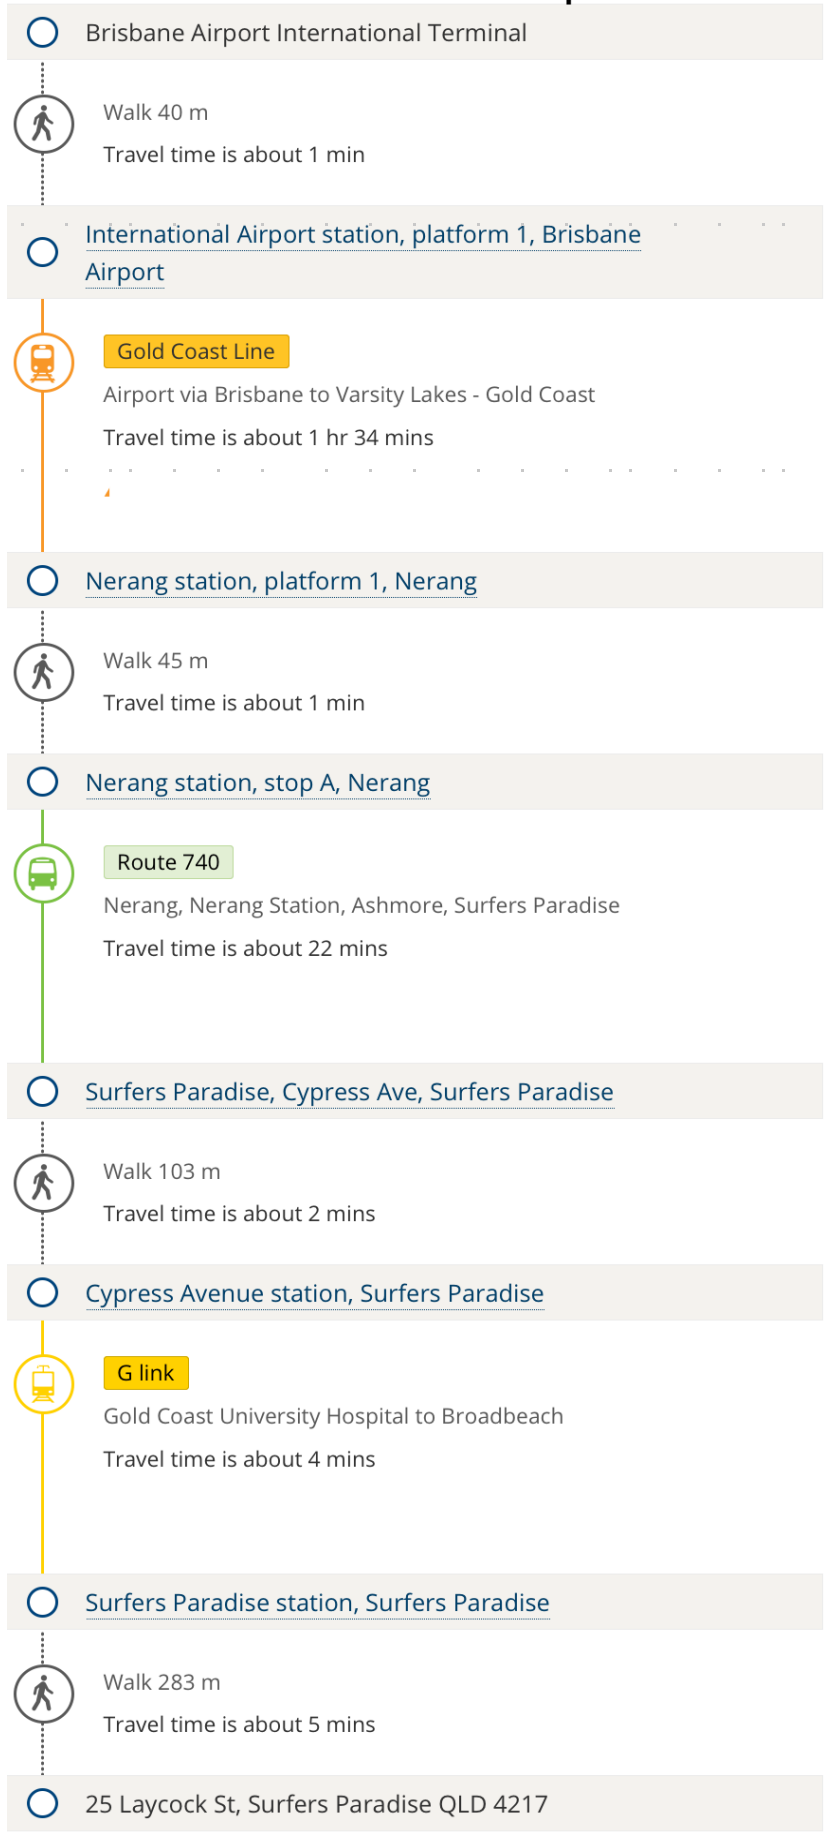 Brisbane Airport International Terminal
Walk 40 m
Travel time is about 1 min
International Airport station, platform 1, Brisbane
Airport
Gold Coast Line
Airport via Brisbane to Varsity Lakes - Gold Coast
Travel time is about 1 hr 34 mins
Nerang station, platform 1, Nerang
Walk 45 m
Travel time is about 1 min
Nerang station, stop A, Nerang
Route 740
Nerang, Nerang Station, Ashmore, Surfers Paradise
Travel time is about 22 mins
Surfers Paradise, Cypress Ave, Surfers Paradise
Walk 103 m
Travel time is about 2 mins
Cypress Avenue station, Surfers Paradise
G link
Gold Coast University Hospital to Broadbeach
Travel time is about 4 mins
Surfers Paradise station, Surfers Paradise
Walk 283 m
Travel time is about 5 mins
25 Laycock St, Surfers Paradise QLD 4217